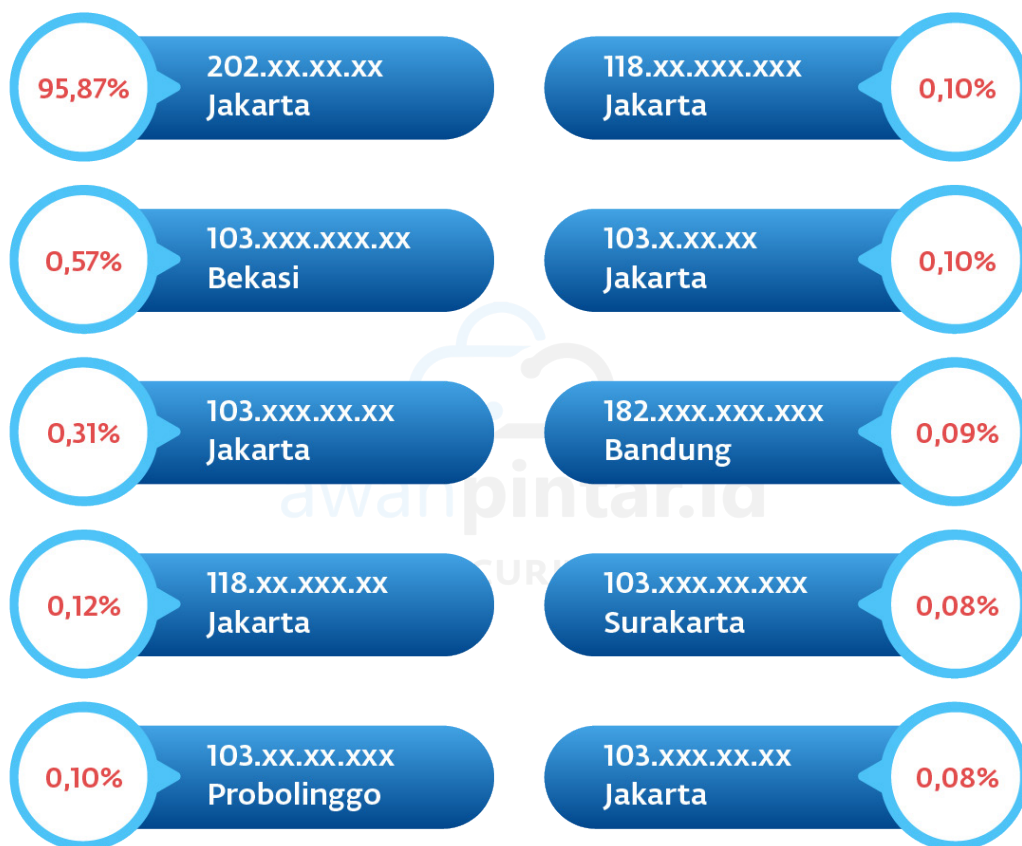 95,87%
202.xx.xx.xx
Jakarta
0,57%
103.xxx.xxx.xx
Bekasi
0,31%
103.xxx.xx.xx
Jakarta
0,12%
118.xx.xxx.xx
Jakarta
0,10%
103.xx.xx.xxx
Probolinggo
118.xx.xxx.xxx
Jakarta
0,10%
103.x.xx.xx
Jakarta
0,10%
182.xxx.xxx.xxx
Bandung
0,09%
103.xxx.xx.xxx
Surakarta
0,08%
103.xxx.xx.xx
Jakarta
0,08%
awanpintar.id